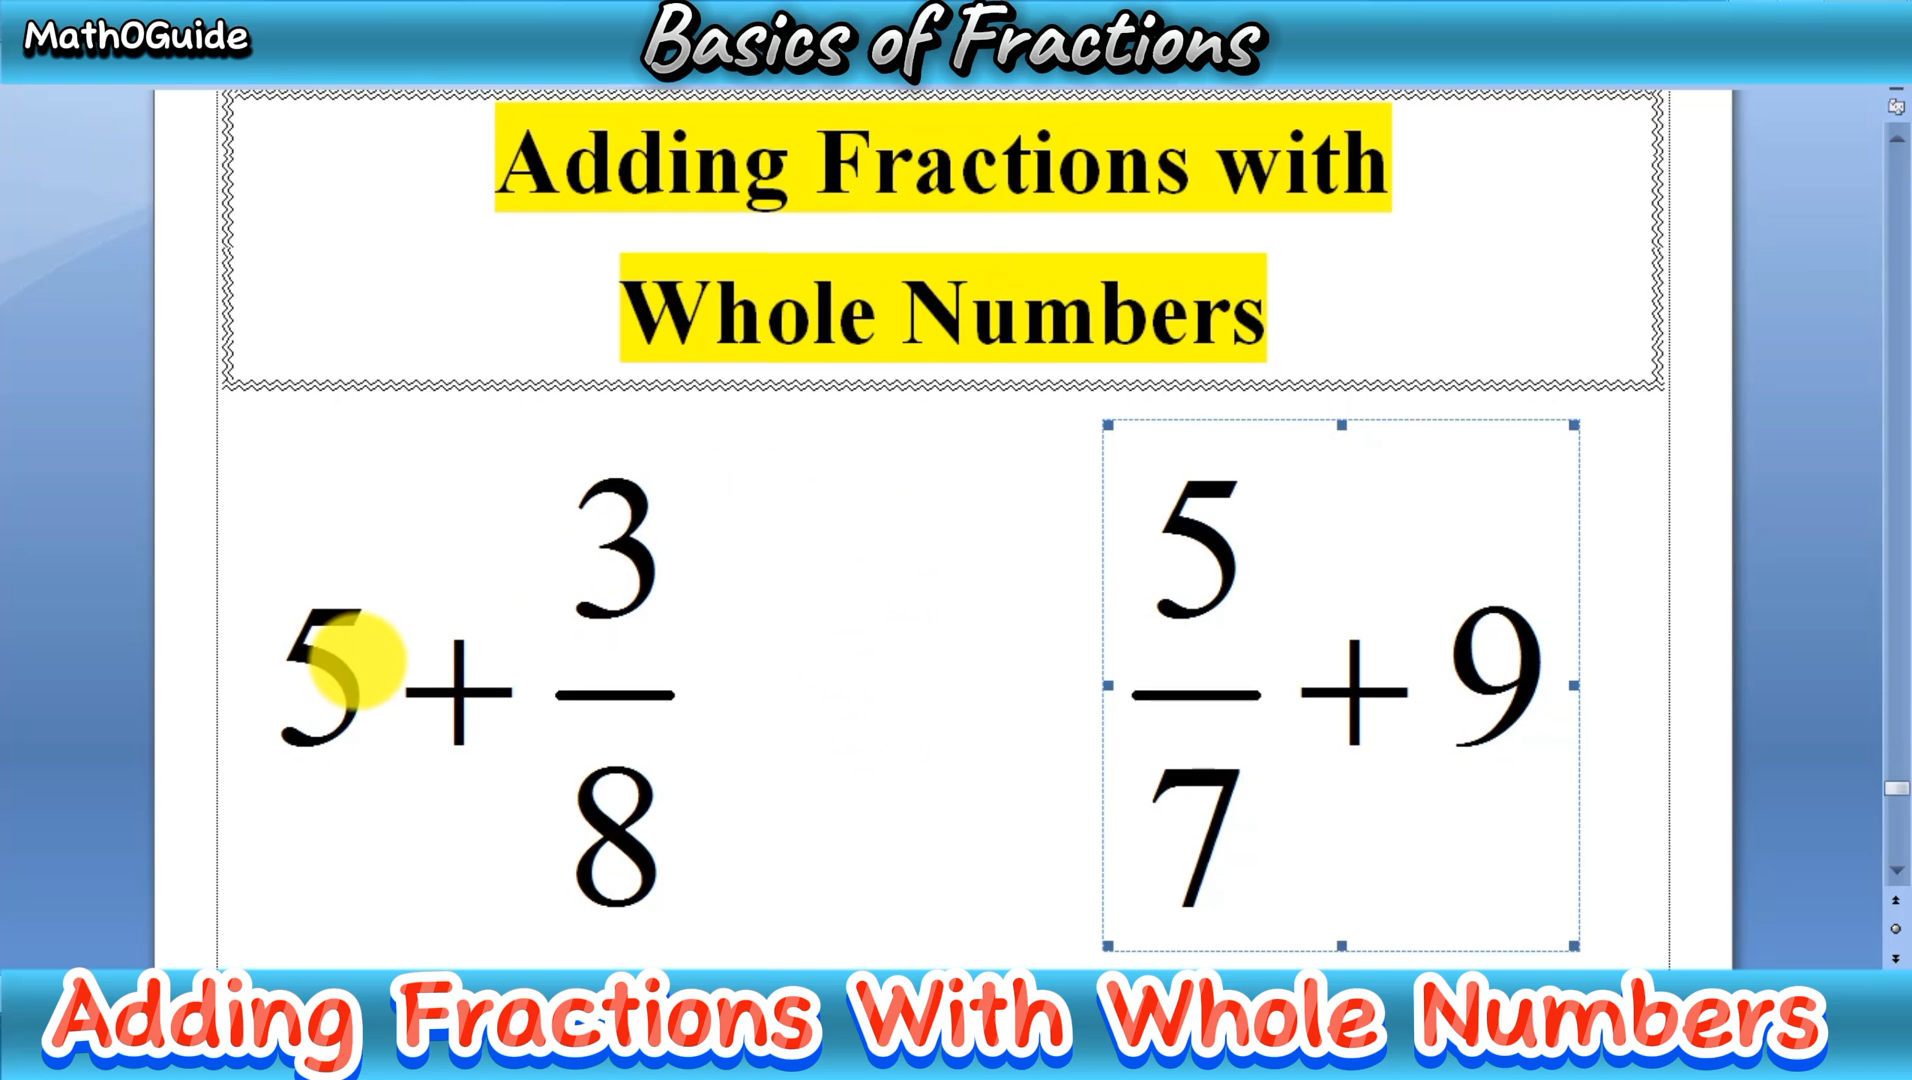 MathOGuide
Basics of Fractions
Adding Fractions with
Whole Numbers
5 + 3/8
5/7 + 9
Adding Fractions With Whole Numbers